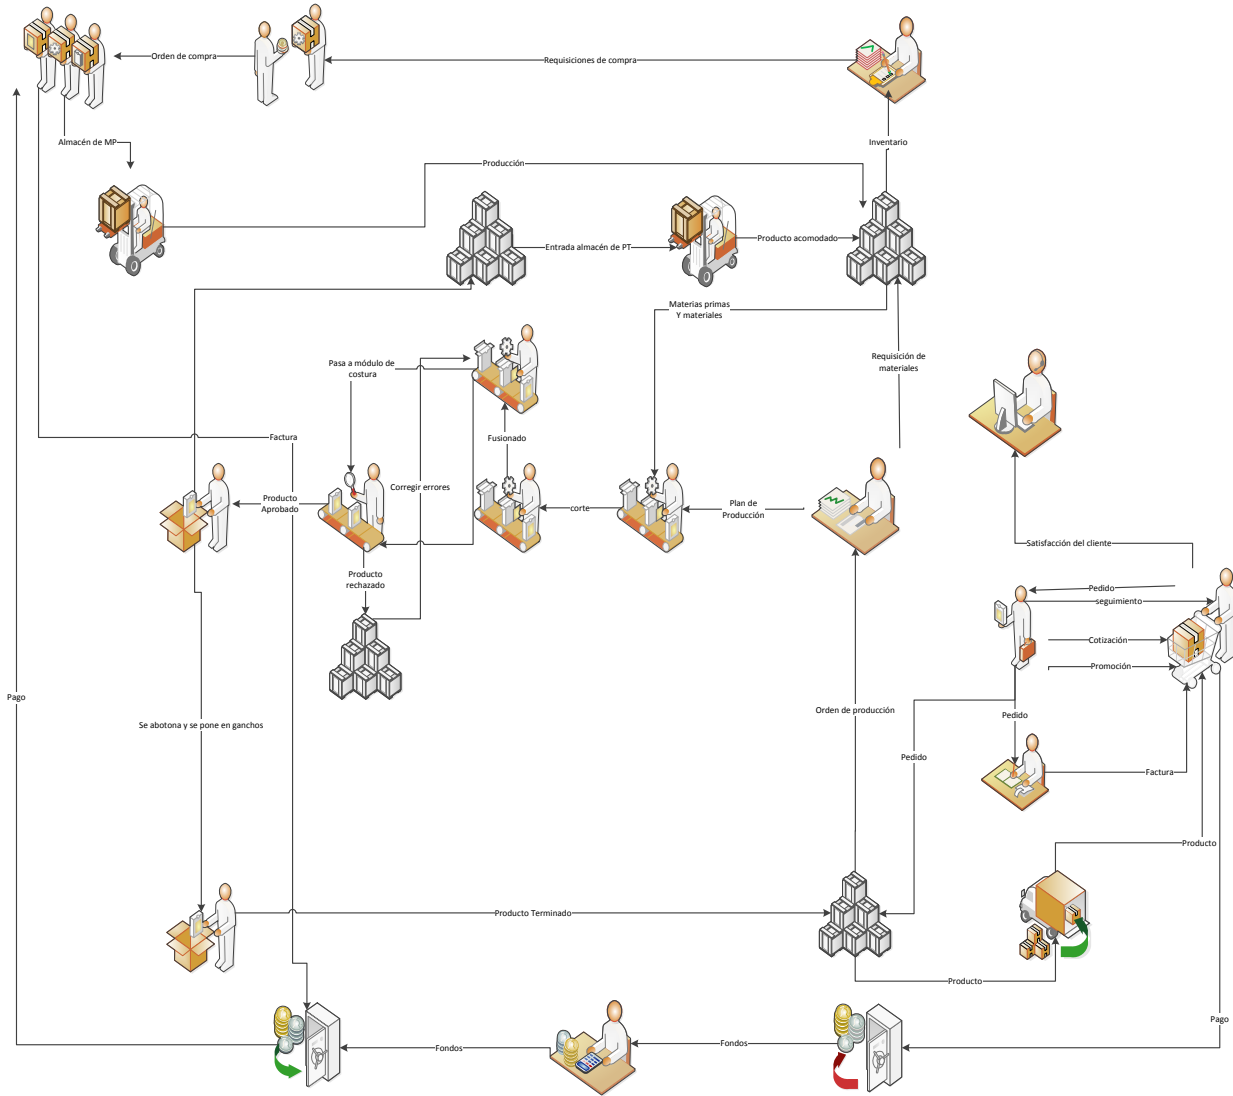 Orden de compra
Requisiciones de compra
Almacén de MP
Inventario
Producción
Entrada almacén de PT
Producto acomodado
Materias primas
Y materiales
Pasa a módulo de
costura
Requisición de
materiales
Factura
Fusionado
Corregir errores
Producto
Aprobado
corte
Plan de
Producción
Satisfacción del cliente
Producto
rechazado
Pedido
seguimiento
Cotización
Promoción
Pago
Se abotona y se pone en ganchos
Orden de producción
Pedido
Pedido
Factura
Producto
Producto Terminado
Producto
Pago
Fondos
Fondos